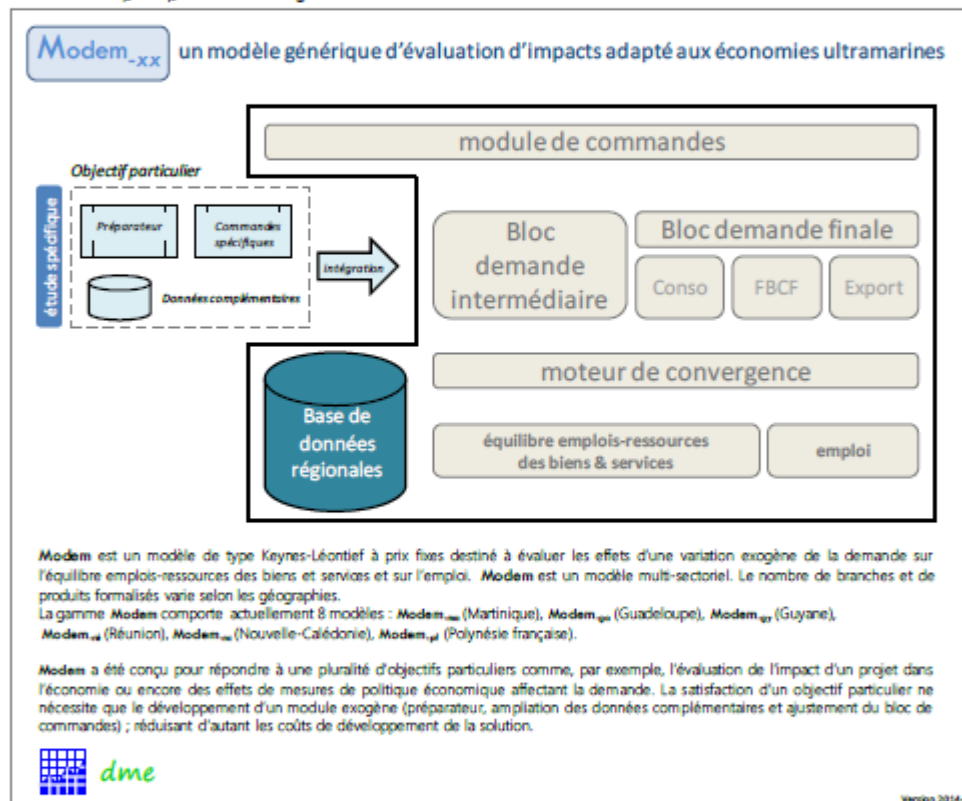 Modem-xx un modèle générique d'évaluation d'impacts adapté aux économies ultramarines
module de commandes
Objectif particulier
étude spécifique
Préparateur
Commandes
spécifiques
Données complémentaires
intégration
Bloc
demande
intermédiaire
Bloc demande finale
Conso
FBCF
Export
moteur de convergence
Base de
données
régionales
équilibre emplois-ressources
des biens & services
emploi
Modem est un modèle de type Keynes-Léontief à prix fixes destiné à évaluer les effets d'une variation exogène de la demande sur
l'équilibre emplois-ressources des biens et services et sur l'emploi. Modem est un modèle multi-sectoriel. Le nombre de branches et de
produits formalisés varie selon les géographies.
La gamme Modem comporte actuellement 8 modèles : Modem (Martinique), Modem (Guadeloupe), Modem (Guyane),
Modem (Réunion), Modem (Nouvelle-Calédonie), Modem (Polynésie française).
Modem a été conçu pour répondre à une pluralité d'objectifs particuliers comme, par exemple, l'évaluation de l'impact d'un projet dans
l'économie ou encore des effets de mesures de politique économique affectant la demande. La satisfaction d'un objectif particulier ne
nécessite que le développement d'un module exogène (préparateur, ampliation des données complémentaires et ajustement du bloc de
commandes) ; réduisant d'autant les coûts de développement de la solution.
dme
Version 2014